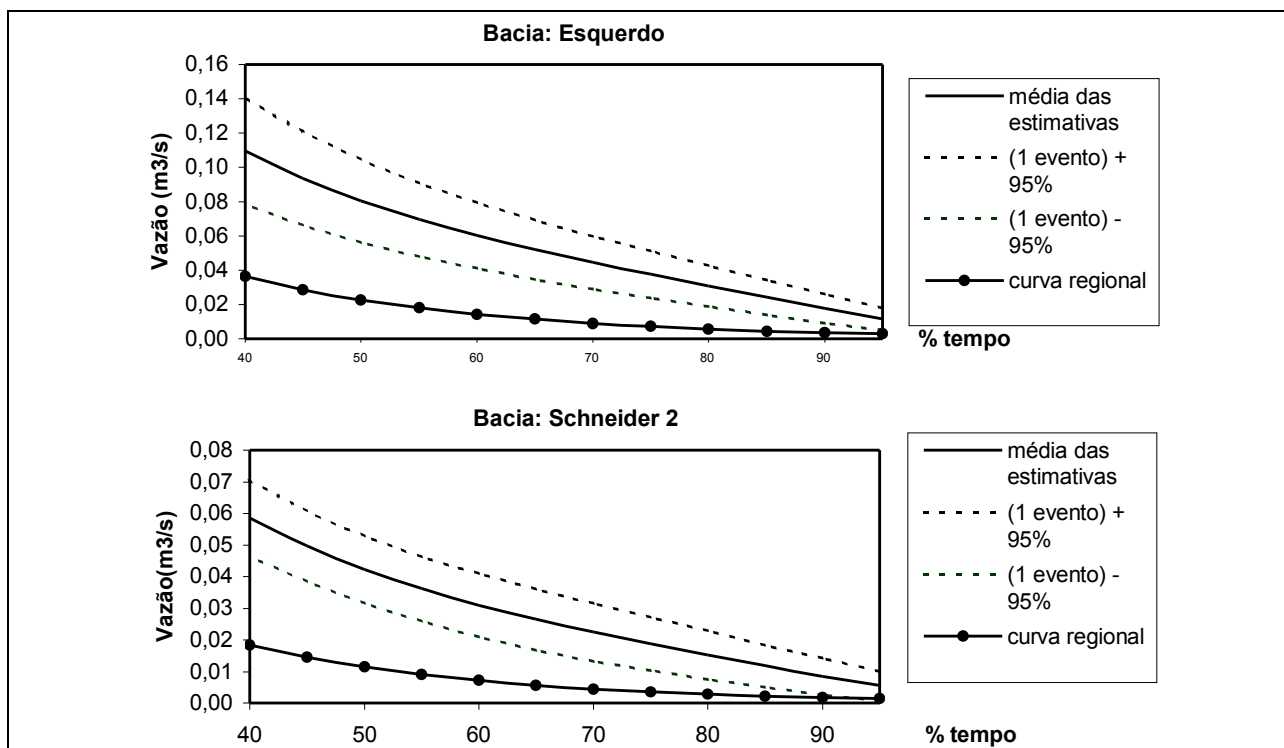 Bacia: Esquerdo
Vazão (m3/s)
0,16
0,14
0,12
0,10
0,08
0,06
0,04
0,02
0,00
40 50 60 70 80 90
% tempo
média das
estimativas
(1 evento) +
95%
(1 evento) -
95%
curva regional
Bacia: Schneider 2
Vazão(m3/s)
0,08
0,07
0,06
0,05
0,04
0,03
0,02
0,01
0,00
40 50 60 70 80 90
% tempo
média das
estimativas
(1 evento) +
95%
(1 evento) -
95%
curva regional